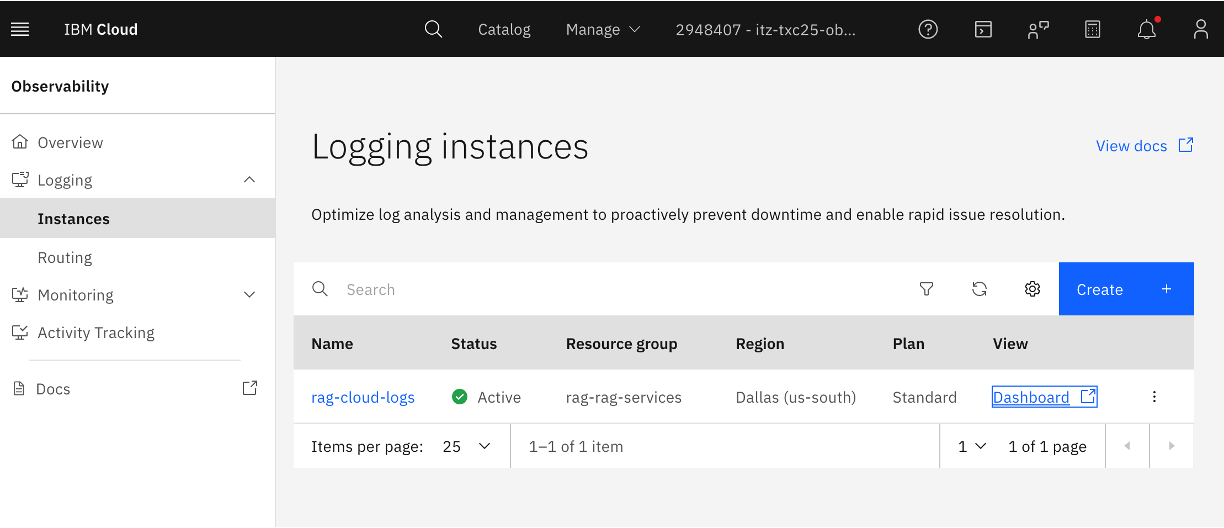 IBM Cloud
Catalog
Manage
2948407 - itz-txc25-ob...
Observability
Overview
Logging
Instances
Routing
Monitoring
Activity Tracking
Docs
Logging instances
View docs
Optimize log analysis and management to proactively prevent downtime and enable rapid issue resolution.
Search
Create +
Name Status Resource group Region Plan View
rag-cloud-logs Active rag-rag-services Dallas (us-south) Standard Dashboard
Items per page: 25 1–1 of 1 item 1 1 of 1 page